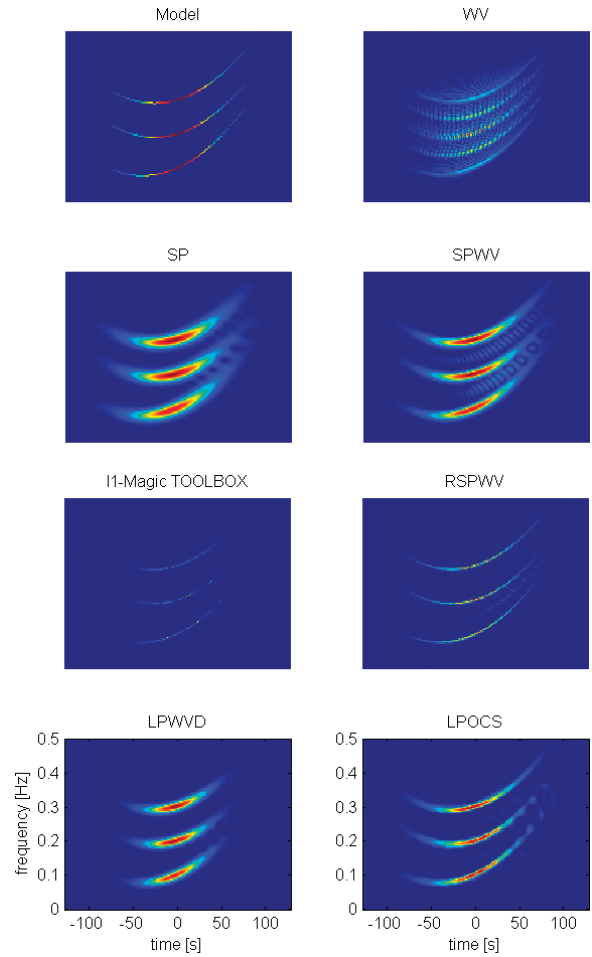 Model
WV
SP
SPWV
l1-Magic TOOLBOX
RSPWV
LPWVD
LPOCS
0.5
0.4
0.3
0.2
0.1
0
frequency [Hz]
-100 -50 0 50 100
time [s]
0.5
0.4
0.3
0.2
0.1
0
-100 -50 0 50 100
time [s]